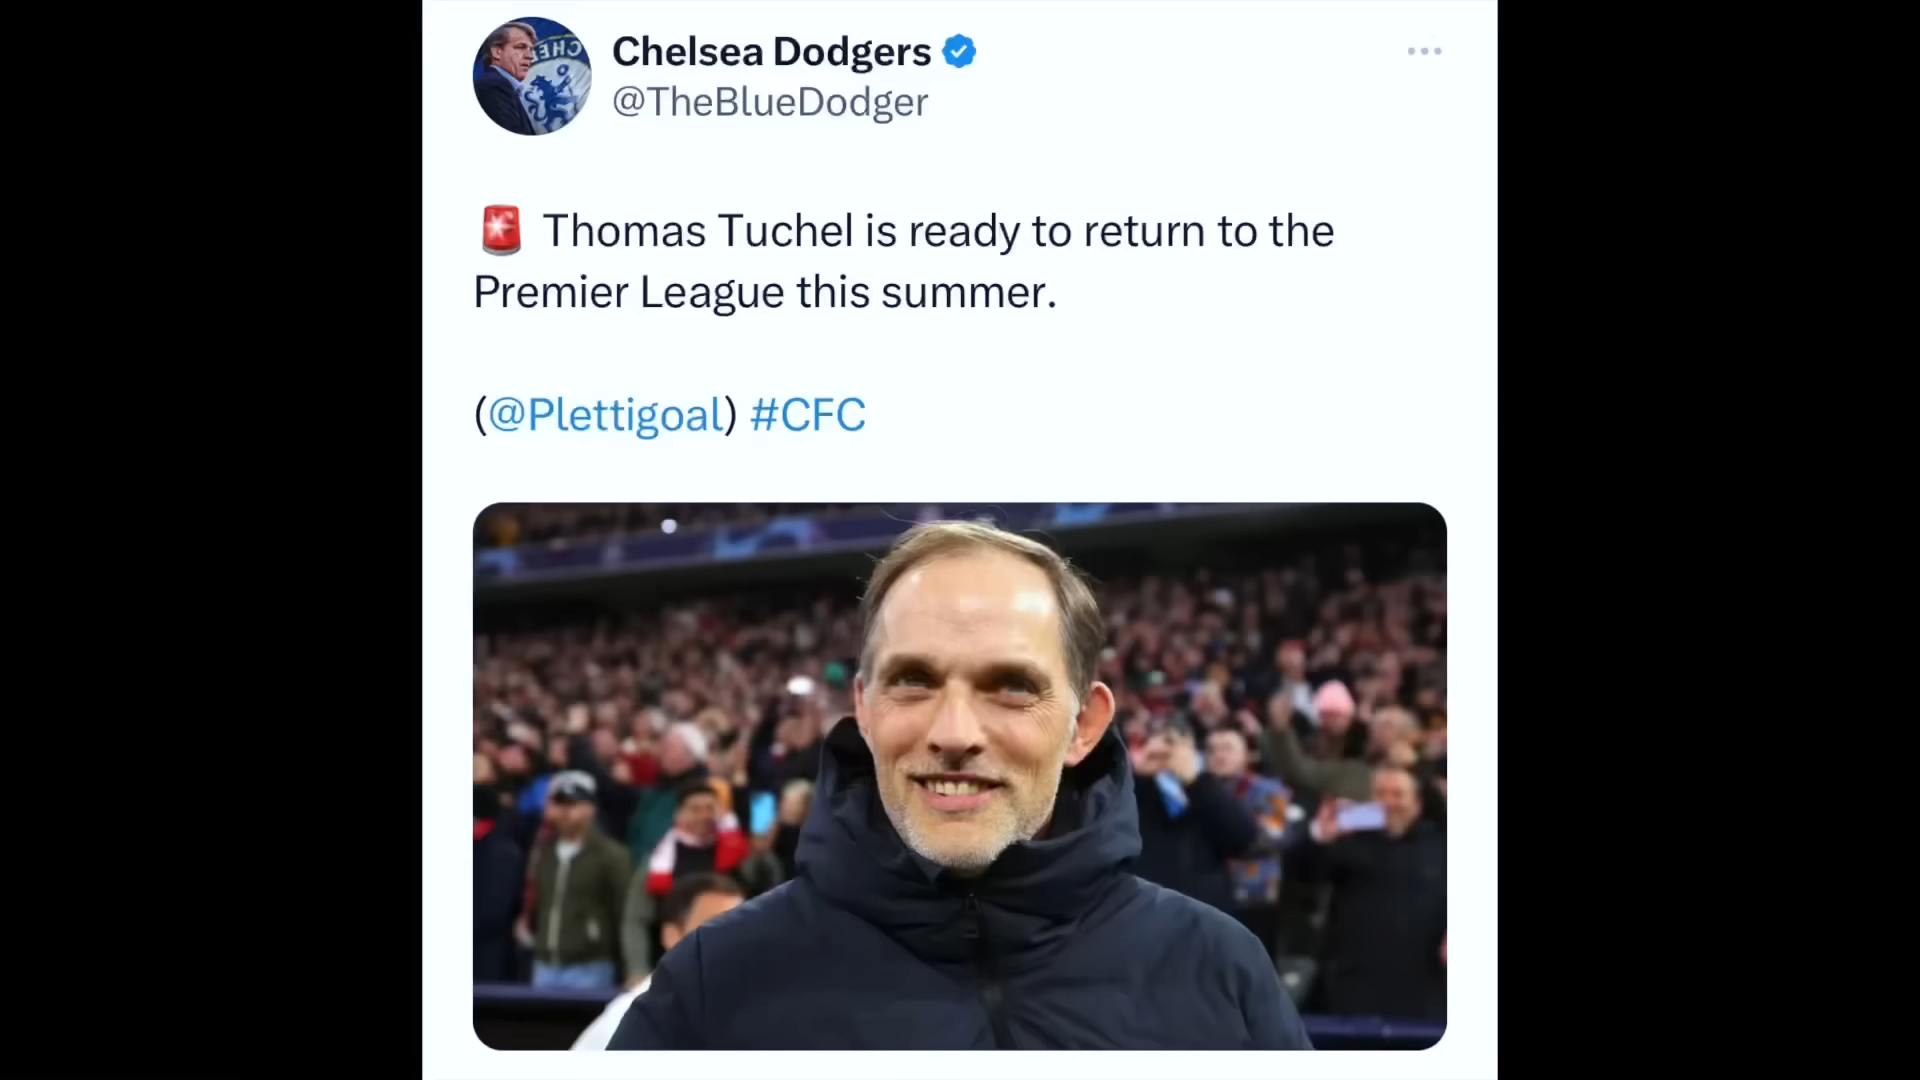 Chelsea Dodgers
@TheBlueDodger
🚨 Thomas Tuchel is ready to return to the
Premier League this summer.
(@Plettigoal) #CFC